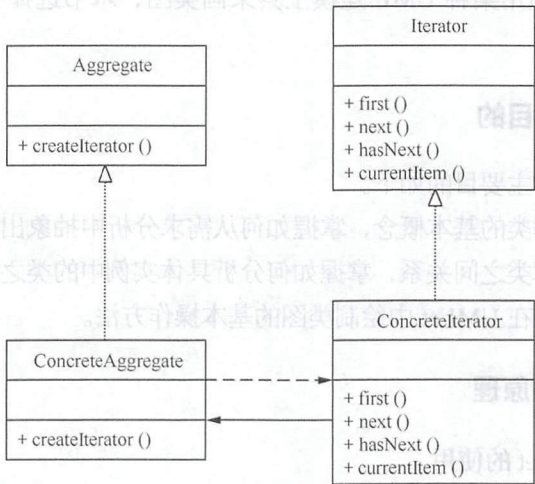 Aggregate
+ createIterator ()
Iterator
+ first ()
+ next ()
+ hasNext ()
+ currentItem ()
ConcreteAggregate
+ createIterator ()
ConcreteIterator
+ first ()
+ next ()
+ hasNext ()
+ currentItem ()